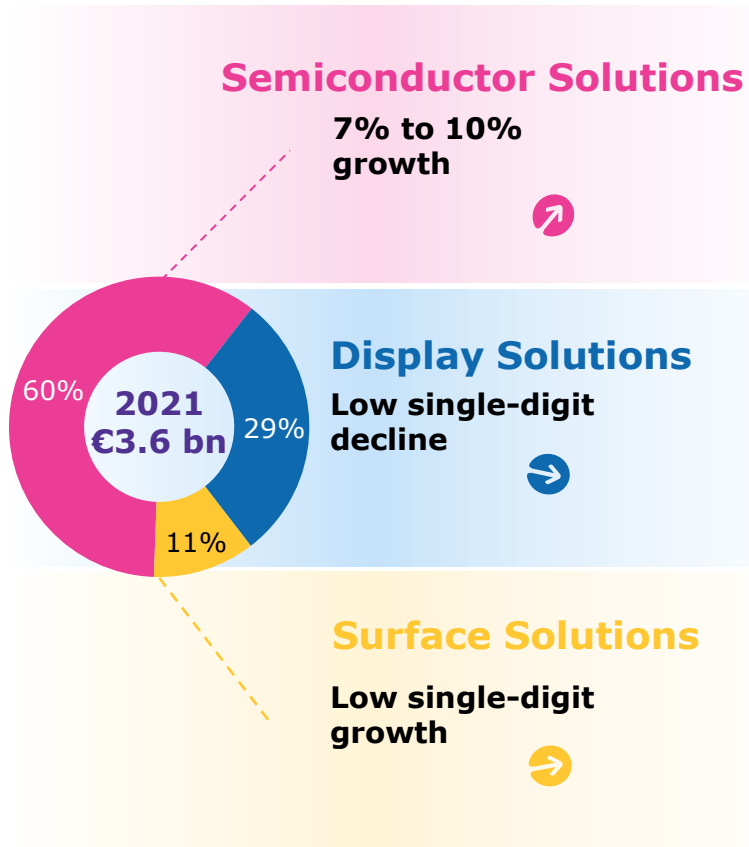 Semiconductor Solutions
7% to 10%
growth
60%
2021
€3.6 bn
29%
11%
Display Solutions
Low single-digit
decline
Surface Solutions
Low single-digit
growth